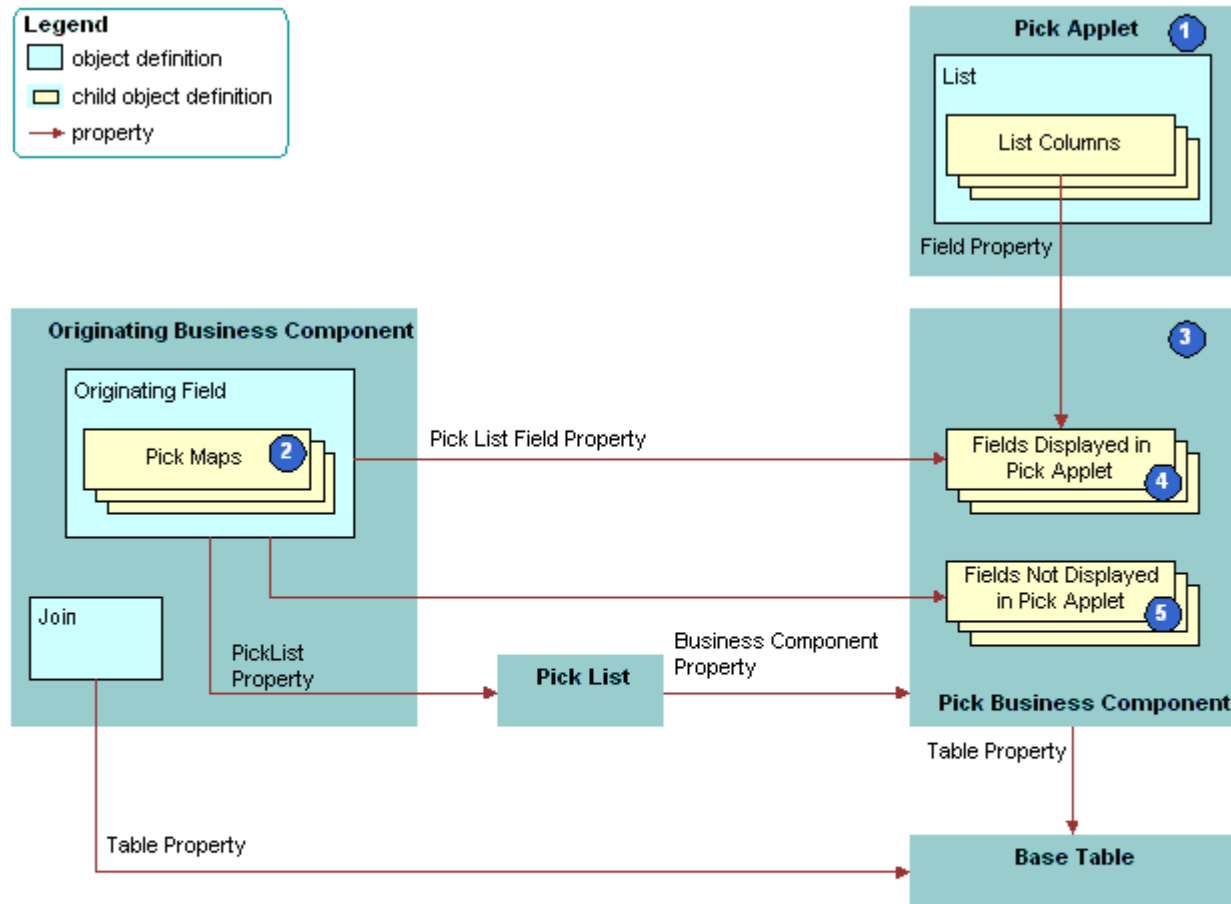 Legend
object definition
child object definition
property
Pick Applet
1
List
List Columns
Field Property
Originating Business Component
3
Originating Field
Pick Maps
2
Pick List Field Property
Fields Displayed in
Pick Applet
4
Fields Not Displayed
in Pick Applet
5
Join
PickList
Property
Pick List
Business Component
Property
Pick Business Component
Table Property
Table Property
Base Table